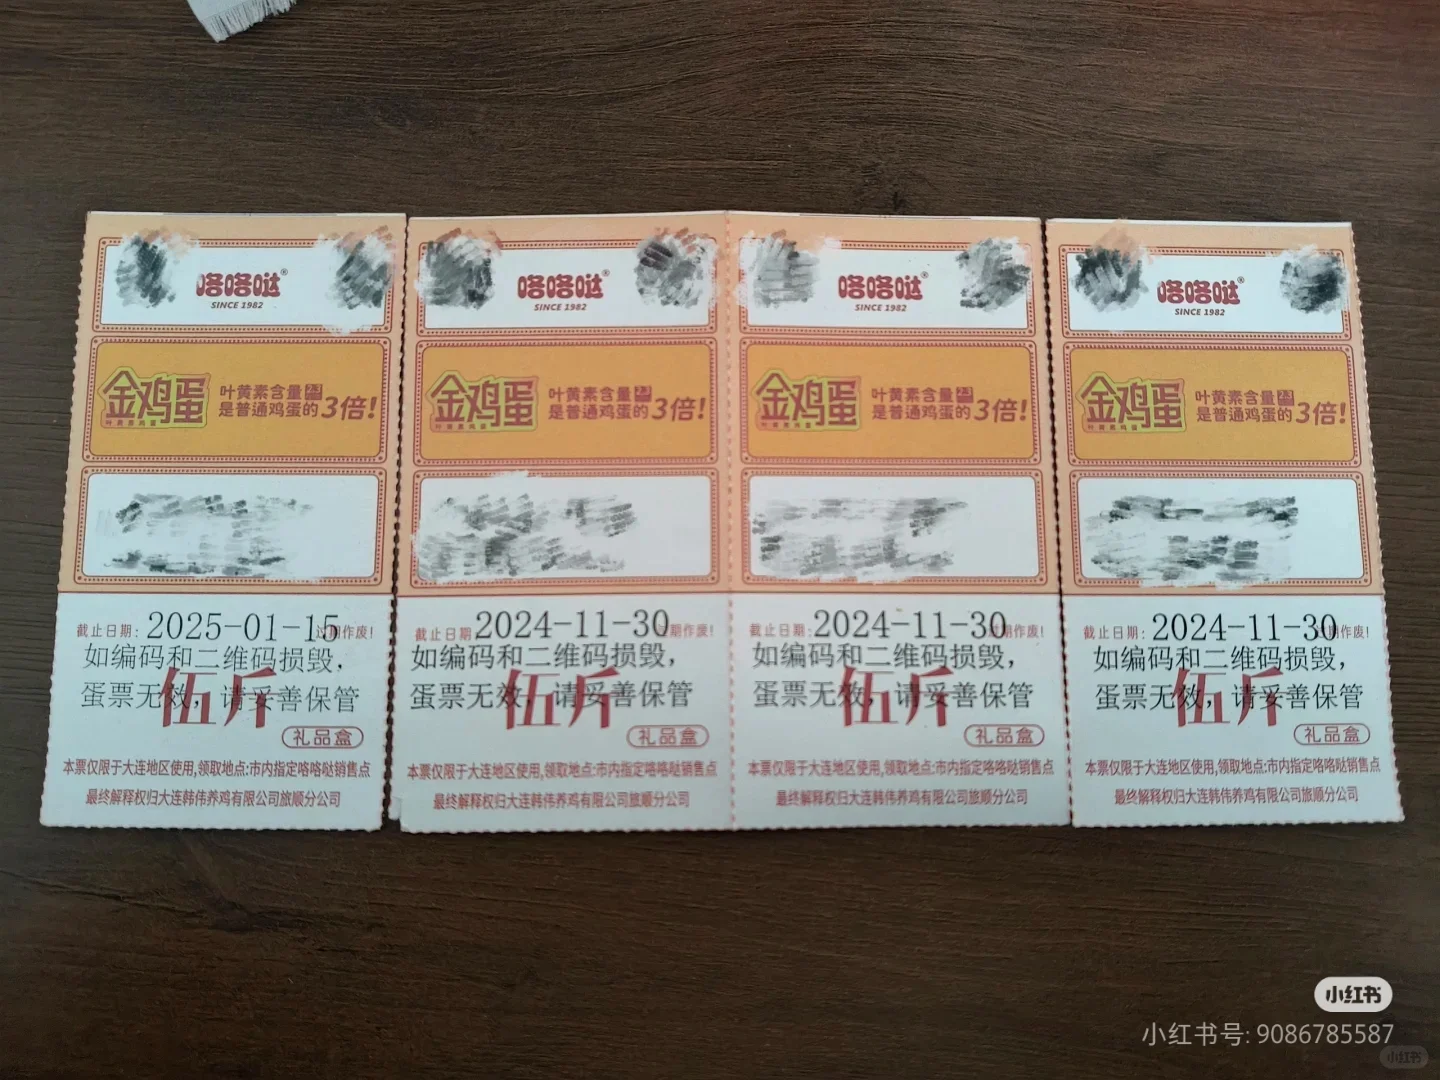 咯咯哒®
SINCE 1982
金鸡蛋
叶黄素鸡蛋
叶黄素含量
是普通鸡蛋的3倍!
截止日期: 2025-01-15 过期作废!
如编码和二维码损毁，
蛋票无效，请妥善保管
伍斤
礼品盒
本票仅限于大连地区使用,领取地点:市内指定咯咯哒销售点
最终解释权归大连韩伟养鸡有限公司旅顺分公司
咯咯哒®
SINCE 1982
金鸡蛋
叶黄素鸡蛋
叶黄素含量
是普通鸡蛋的3倍!
截止日期: 2024-11-30 过期作废!
如编码和二维码损毁，
蛋票无效，请妥善保管
伍斤
礼品盒
本票仅限于大连地区使用,领取地点:市内指定咯咯哒销售点
最终解释权归大连韩伟养鸡有限公司旅顺分公司
咯咯哒®
SINCE 1982
金鸡蛋
叶黄素鸡蛋
叶黄素含量
是普通鸡蛋的3倍!
截止日期: 2024-11-30 过期作废!
如编码和二维码损毁，
蛋票无效，请妥善保管
伍斤
礼品盒
本票仅限于大连地区使用,领取地点:市内指定咯咯哒销售点
最终解释权归大连韩伟养鸡有限公司旅顺分公司
咯咯哒®
SINCE 1982
金鸡蛋
叶黄素鸡蛋
叶黄素含量
是普通鸡蛋的3倍!
截止日期: 2024-11-30 过期作废!
如编码和二维码损毁，
蛋票无效，请妥善保管
伍斤
礼品盒
本票仅限于大连地区使用,领取地点:市内指定咯咯哒销售点
最终解释权归大连韩伟养鸡有限公司旅顺分公司
小红书
小红书号: 9086785587
小红书